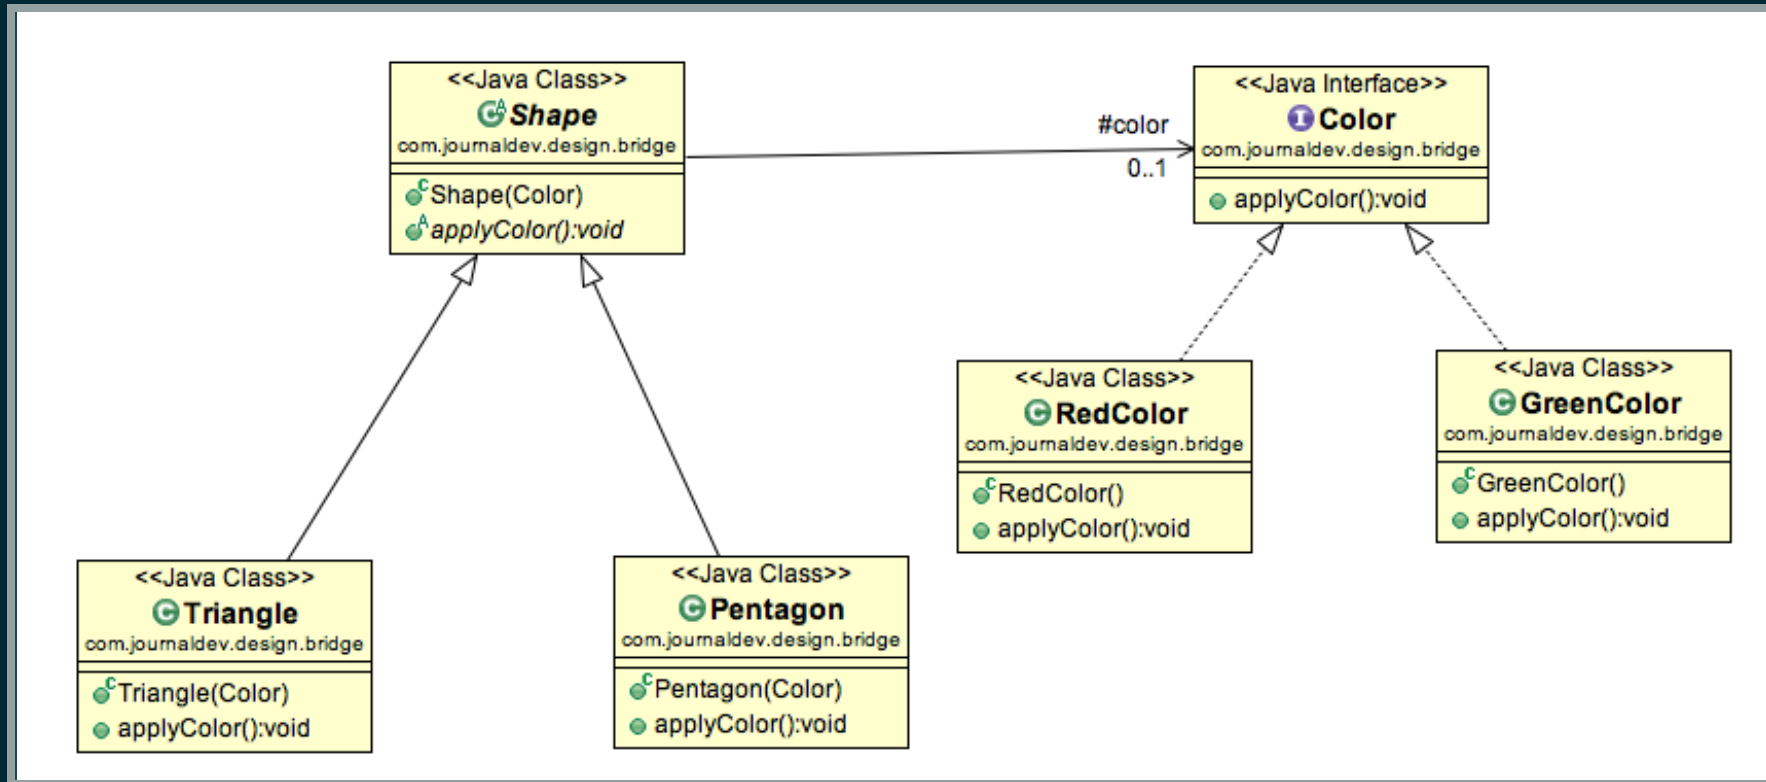 <<Java Class>>
Shape
com.journaldev.design.bridge
Shape(Color)
applyColor():void
#color
0..1
<<Java Interface>>
Color
com.journaldev.design.bridge
applyColor():void
<<Java Class>>
RedColor
com.journaldev.design.bridge
RedColor()
applyColor():void
<<Java Class>>
GreenColor
com.journaldev.design.bridge
GreenColor()
applyColor():void
<<Java Class>>
Triangle
com.journaldev.design.bridge
Triangle(Color)
applyColor():void
<<Java Class>>
Pentagon
com.journaldev.design.bridge
Pentagon(Color)
applyColor():void